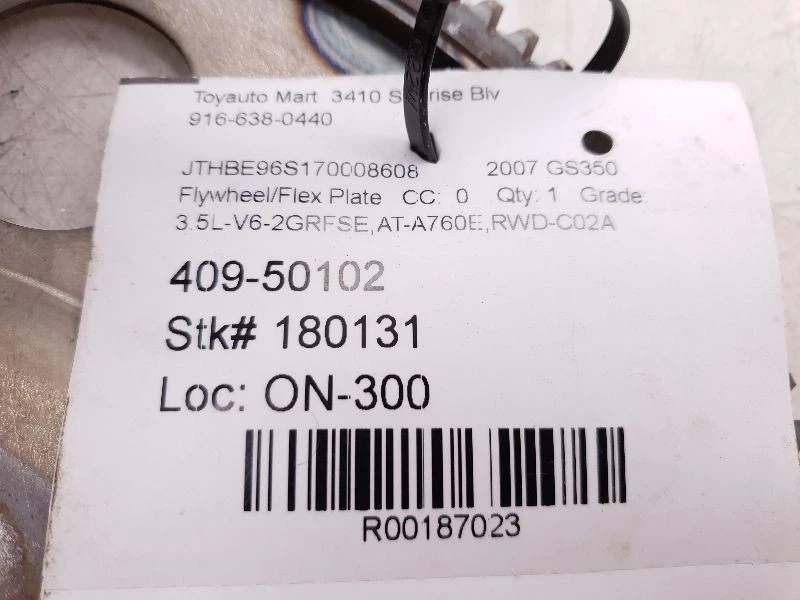 Toyauto Mart 3410 Blv
916-638-0440
JTHBE96S170008608 2007 GS350
Flywheel/Flex Plate CC: 0 Qty: 1 Grade:
3.5L-V6-2GRFSE,AT-A760E,RWD-C02A
409-50102
Stk# 180131
Loc: ON-300
R00187023